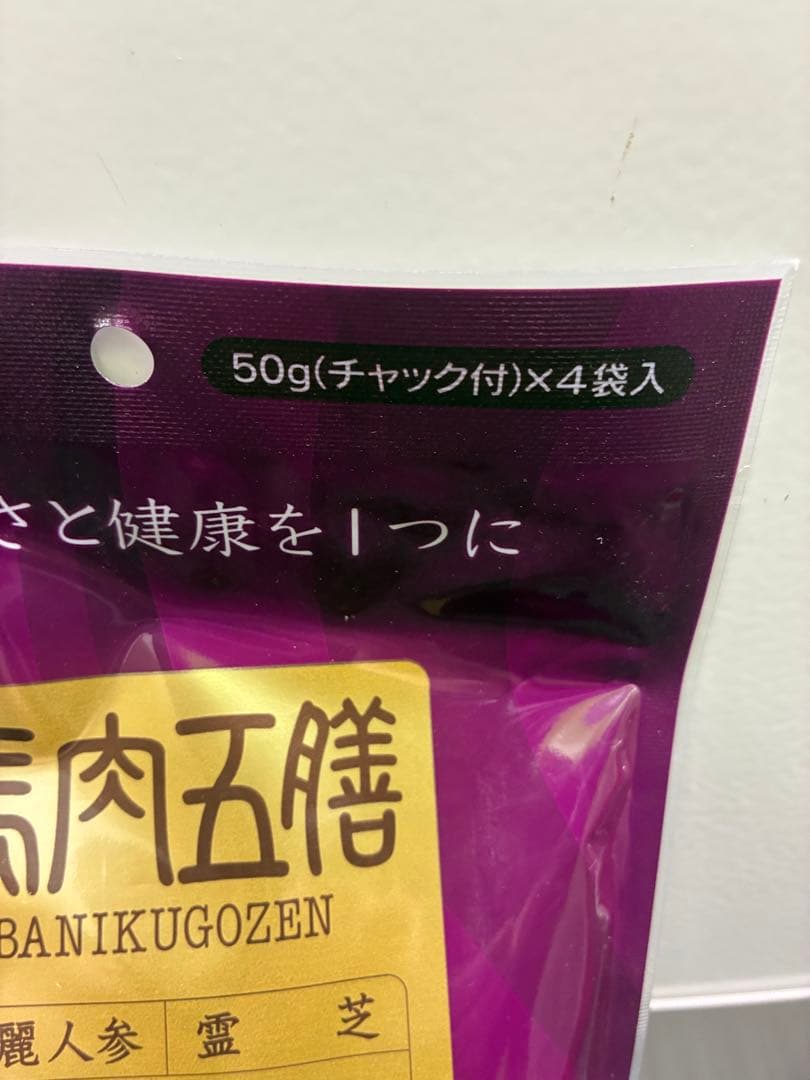 50g(チャック付)×4袋入
さと健康を1つに
馬肉五膳
BANIKUGOZEN
麗人参
霊芝